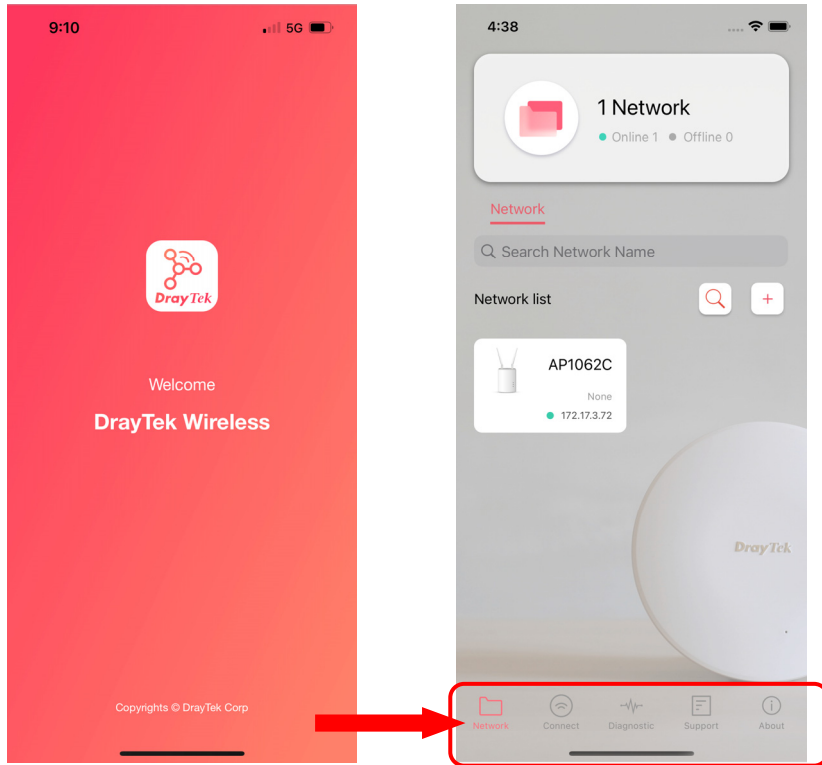 9:10
5G
DrayTek
Welcome
DrayTek Wireless
Copyrights © DrayTek Corp
4:38
1 Network
Online 1 Offline 0
Network
Search Network Name
Network list
+
AP1062C
None
172.17.3.72
DrayTek
Network Connect Diagnostic Support About